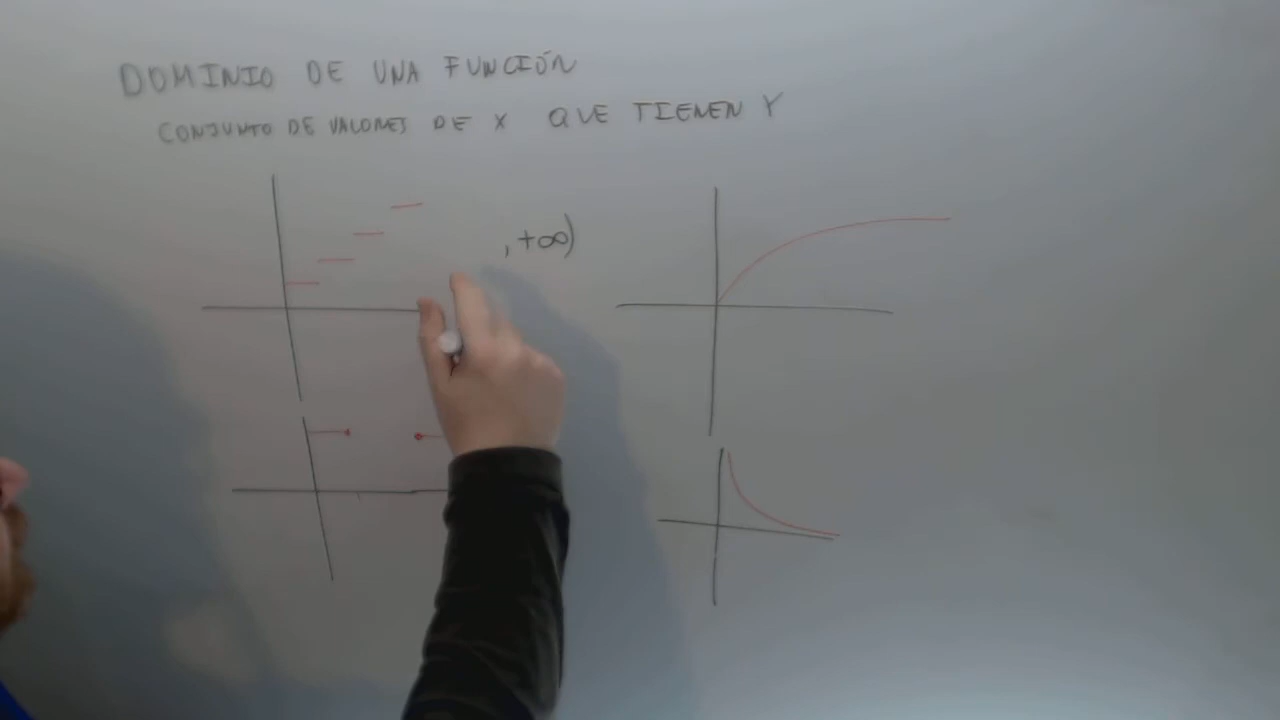 DOMINIO DE UNA FUNCIÓN
CONJUNTO DE VALORES DE X QUE TIENEN Y
, +∞)